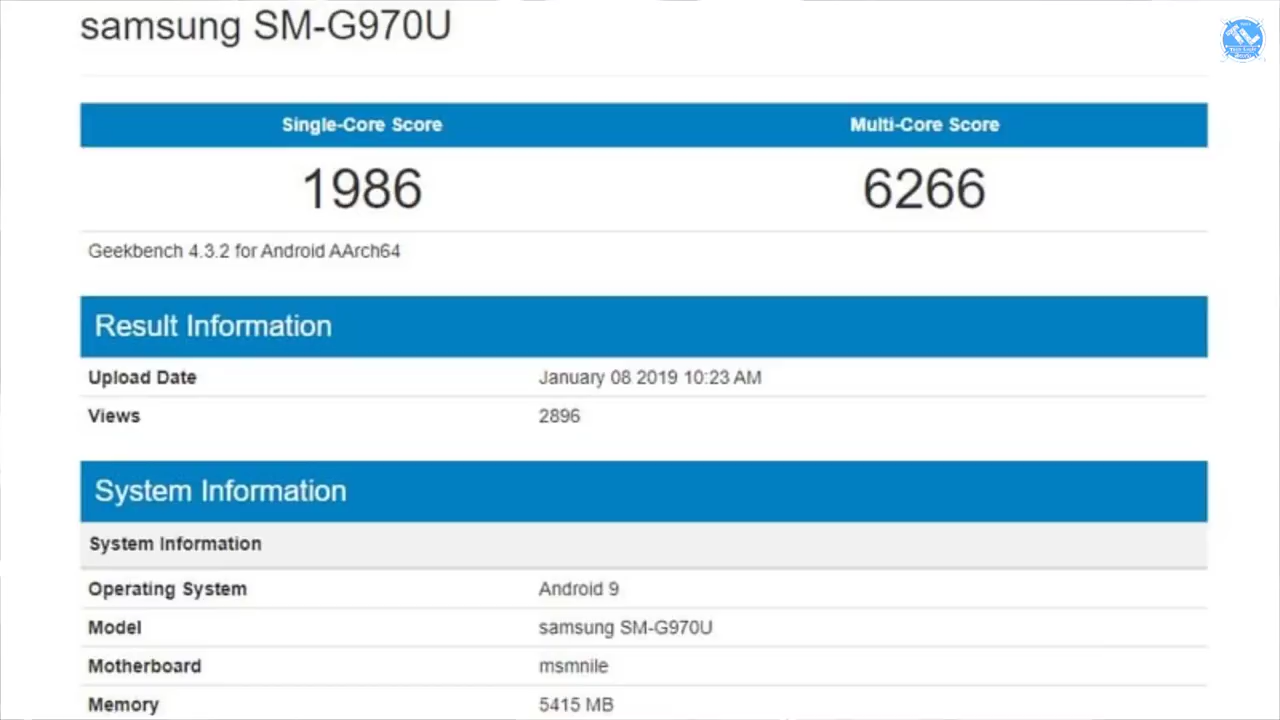 samsung SM-G970U
Single-Core Score Multi-Core Score
1986 6266
Geekbench 4.3.2 for Android AArch64
Result Information
Upload Date January 08 2019 10:23 AM
Views 2896
System Information
System Information
Operating System Android 9
Model samsung SM-G970U
Motherboard msmnile
Memory 5415 MB